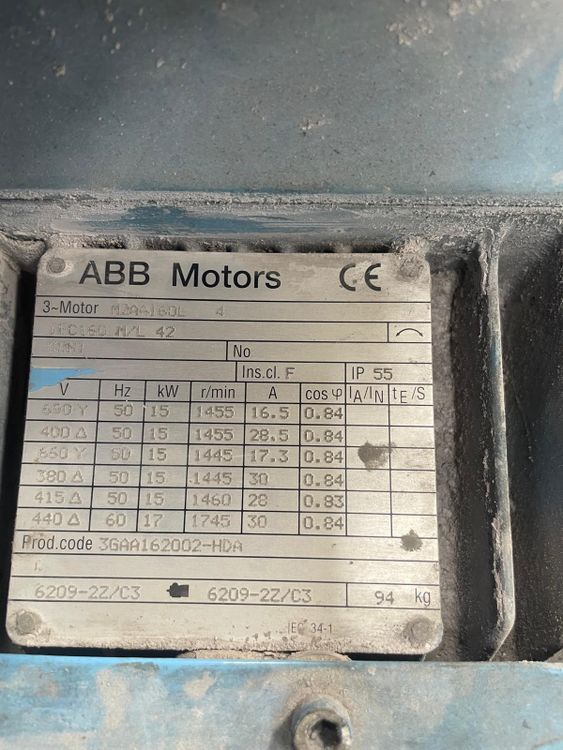 ABB Motors CE
3~Motor M2AA160L 4
IEC160 M/L 42
No
Ins.cl. F IP 55
V Hz kW r/min A cos φ IA/IN tE/S
690 Y 50 15 1455 16.5 0.84
400 Δ 50 15 1455 28.5 0.84
660 Y 50 15 1445 17.3 0.84
380 Δ 50 15 1445 30 0.84
415 Δ 50 15 1460 28 0.83
440 Δ 60 17 1745 30 0.84
Prod.code 3GAA162002-HDA
6209-2Z/C3 6209-2Z/C3 94 kg
IEC 34-1